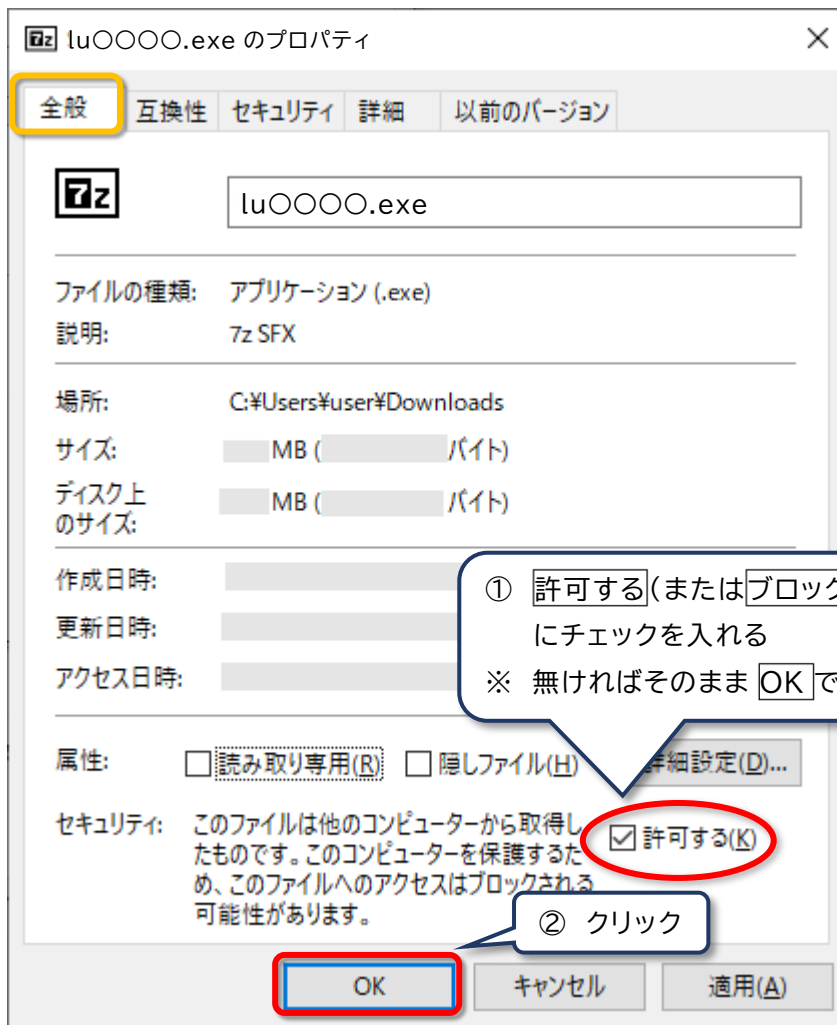 7z lu〇〇〇〇.exe のプロパティ
全般 互換性 セキュリティ 詳細 以前のバージョン
7z lu〇〇〇〇.exe
ファイルの種類: アプリケーション (.exe)
説明: 7z SFX
場所: C:¥Users¥user¥Downloads
サイズ: MB ( バイト)
ディスク上
のサイズ: MB ( バイト)
作成日時:
更新日時:
アクセス日時:
① 許可する(またはブロック
にチェックを入れる
※ 無ければそのまま OK で
属性: 読み取り専用(R) 隠しファイル(H) 詳細設定(D)...
セキュリティ: このファイルは他のコンピューターから取得し
たものです。このコンピューターを保護するた
め、このファイルへのアクセスはブロックされる
可能性があります。
許可する(K)
② クリック
OK キャンセル 適用(A)